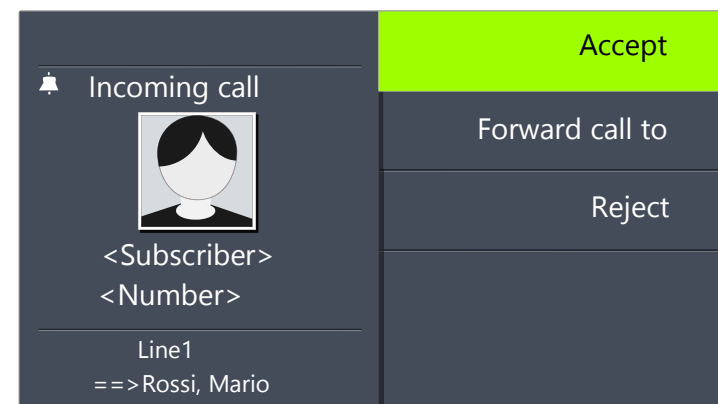 Incoming call
<Subscriber>
<Number>
Line1
==>Rossi, Mario
Accept
Forward call to
Reject